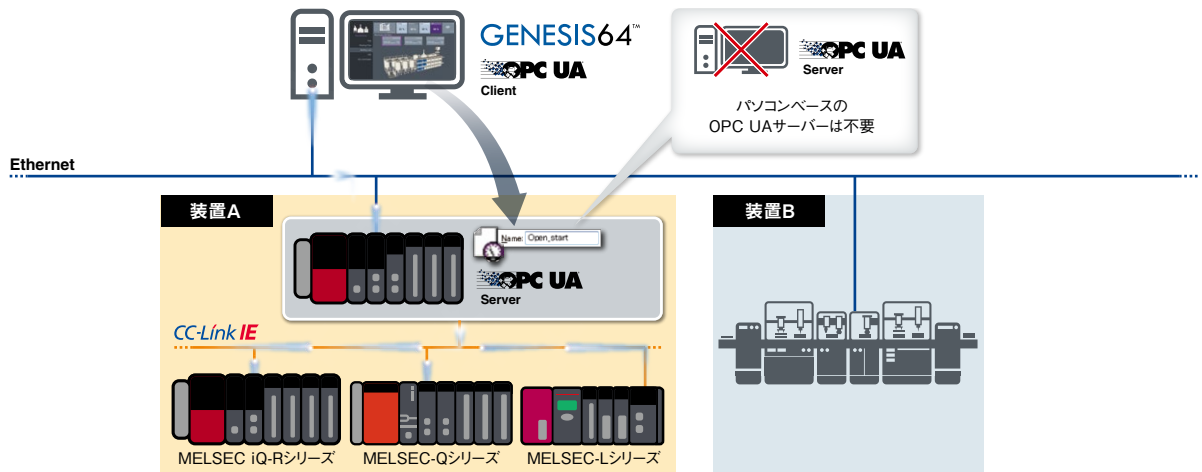 GENESIS64™
OPC UA
Client
OPC UA
Server
パソコンベースの
OPC UAサーバーは不要
Ethernet
装置A
装置B
Name: Open_start
OPC UA
Server
CC-Link IE
MELSEC iQ-Rシリーズ
MELSEC-Qシリーズ
MELSEC-Lシリーズ